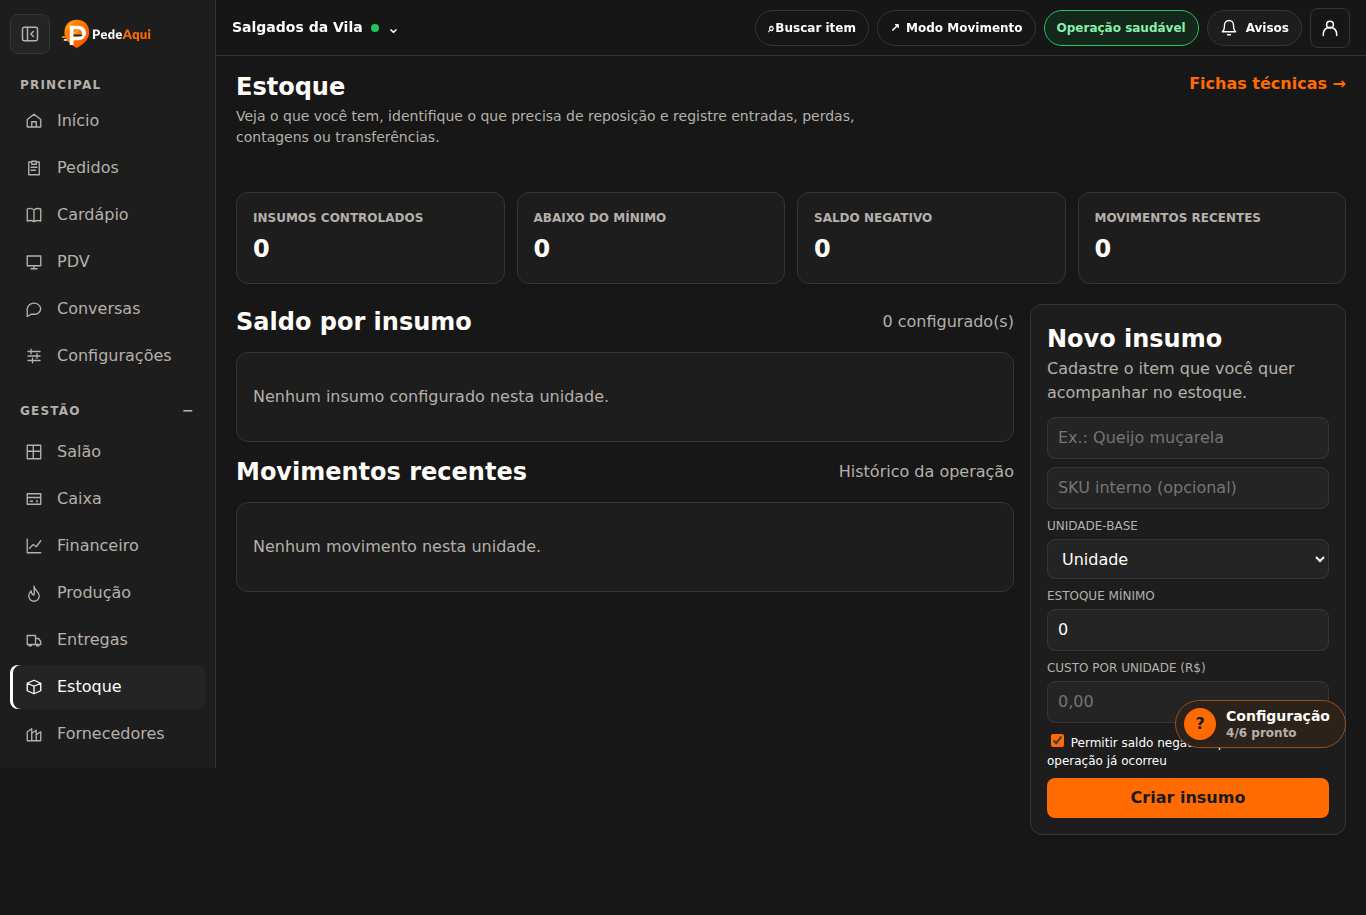 PedeAqui
PRINCIPAL
Início
Pedidos
Cardápio
PDV
Conversas
Configurações
GESTÃO −
Salão
Caixa
Financeiro
Produção
Entregas
Estoque
Fornecedores
Salgados da Vila
Buscar item
↗ Modo Movimento
Operação saudável
Avisos
Estoque
Fichas técnicas →
Veja o que você tem, identifique o que precisa de reposição e registre entradas, perdas,
contagens ou transferências.
INSUMOS CONTROLADOS
0
ABAIXO DO MÍNIMO
0
SALDO NEGATIVO
0
MOVIMENTOS RECENTES
0
Saldo por insumo
0 configurado(s)
Nenhum insumo configurado nesta unidade.
Movimentos recentes
Histórico da operação
Nenhum movimento nesta unidade.
Novo insumo
Cadastre o item que você quer
acompanhar no estoque.
Ex.: Queijo muçarela
SKU interno (opcional)
UNIDADE-BASE
Unidade
ESTOQUE MÍNIMO
0
CUSTO POR UNIDADE (R$)
0,00
? Configuração
4/6 pronto
Permitir saldo
operação já ocorreu
Criar insumo